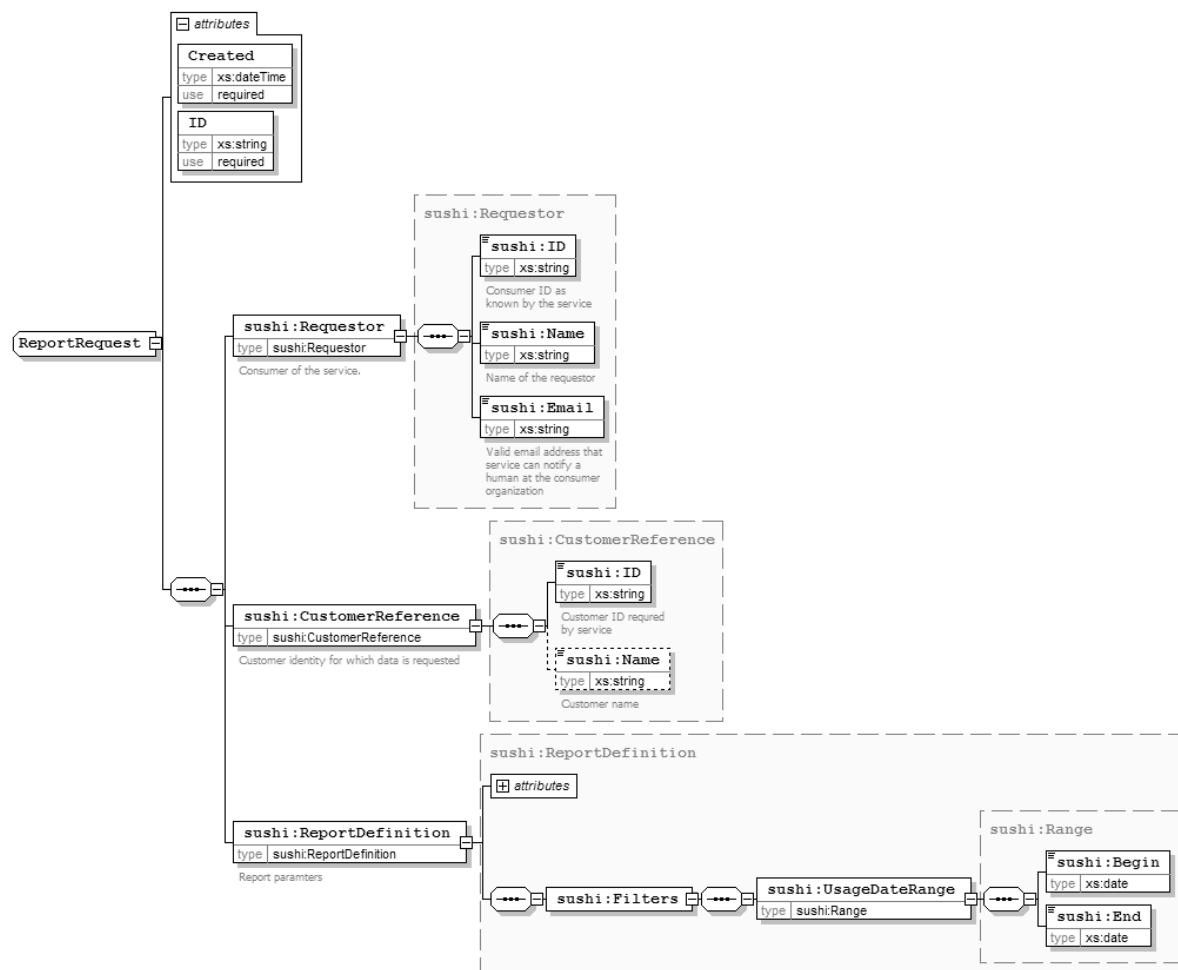 attributes
Created
type xs:dateTime
use required
ID
type xs:string
use required
sushi:Requestor
sushi:ID
type xs:string
Consumer ID as
known by the service
sushi:Requestor
type sushi:Requestor
Consumer of the service.
sushi:Name
type xs:string
Name of the requestor
ReportRequest
sushi:Email
type xs:string
Valid email address that
service can notify a
human at the consumer
organization
sushi:CustomerReference
sushi:ID
type xs:string
Customer ID requred
by service
sushi:CustomerReference
type sushi:CustomerReference
Customer identity for which data is requested
sushi:Name
type xs:string
Customer name
sushi:ReportDefinition
attributes
sushi:ReportDefinition
type sushi:ReportDefinition
Report paramters
sushi:Filters
sushi:UsageDateRange
type sushi:Range
sushi:Range
sushi:Begin
type xs:date
sushi:End
type xs:date